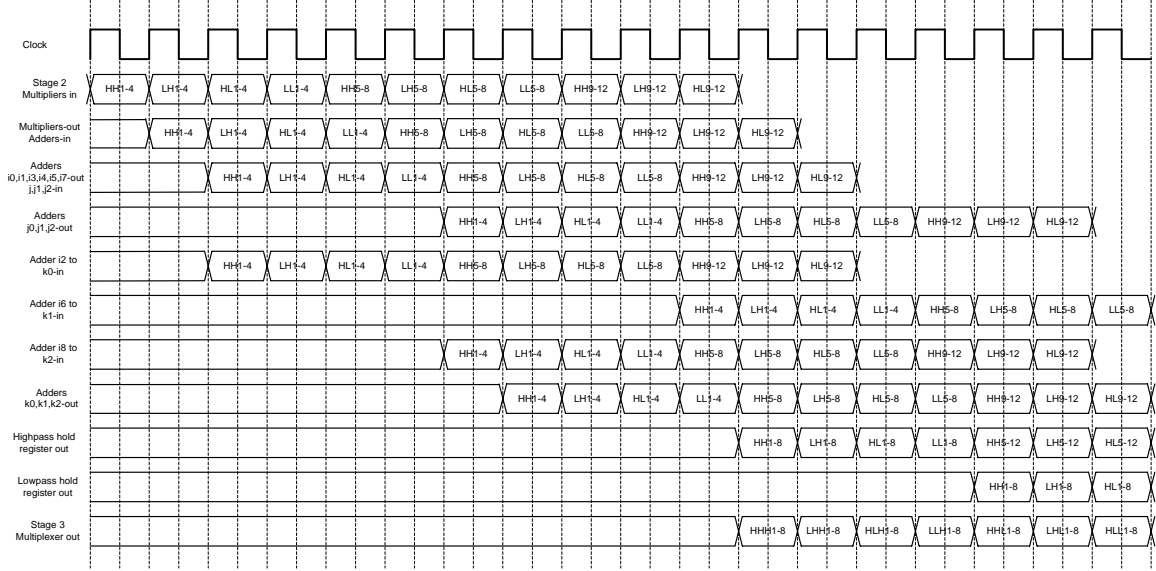 Clock
Stage 2
Multipliers in
HH1-4 LH1-4 HL1-4 LL1-4 HH5-8 LH5-8 HL5-8 LL5-8 HH9-12 LH9-12 HL9-12
Multipliers-out
Adders-in
HH1-4 LH1-4 HL1-4 LL1-4 HH5-8 LH5-8 HL5-8 LL5-8 HH9-12 LH9-12 HL9-12
Adders
i0,i1,i3,i4,i5,i7-out
j,j1,j2-in
HH1-4 LH1-4 HL1-4 LL1-4 HH5-8 LH5-8 HL5-8 LL5-8 HH9-12 LH9-12 HL9-12
Adders
j0,j1,j2-out
HH1-4 LH1-4 HL1-4 LL1-4 HH5-8 LH5-8 HL5-8 LL5-8 HH9-12 LH9-12 HL9-12
Adder i2 to
k0-in
HH1-4 LH1-4 HL1-4 LL1-4 HH5-8 LH5-8 HL5-8 LL5-8 HH9-12 LH9-12 HL9-12
Adder i6 to
k1-in
HH1-4 LH1-4 HL1-4 LL1-4 HH5-8 LH5-8 HL5-8 LL5-8
Adder i8 to
k2-in
HH1-4 LH1-4 HL1-4 LL1-4 HH5-8 LH5-8 HL5-8 LL5-8 HH9-12 LH9-12 HL9-12
Adders
k0,k1,k2-out
HH1-4 LH1-4 HL1-4 LL1-4 HH5-8 LH5-8 HL5-8 LL5-8 HH9-12 LH9-12 HL9-12
Highpass hold
register out
HH1-8 LH1-8 HL1-8 LL1-8 HH5-12 LH5-12 HL5-12
Lowpass hold
register out
HH1-8 LH1-8 HL1-8
Stage 3
Multiplexer out
HHH1-8 LHH1-8 HLH1-8 LLH1-8 HHL1-8 LHL1-8 HLL1-8